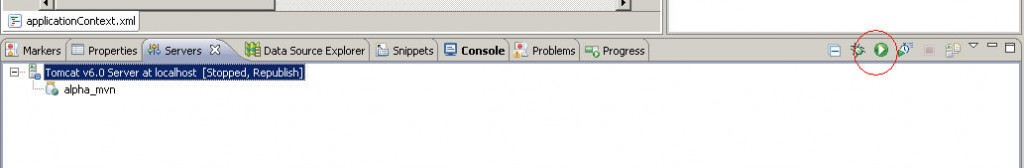 applicationContext.xml
Markers Properties Servers Data Source Explorer Snippets Console Problems Progress
Tomcat v6.0 Server at localhost [Stopped, Republish]
alpha_mvn